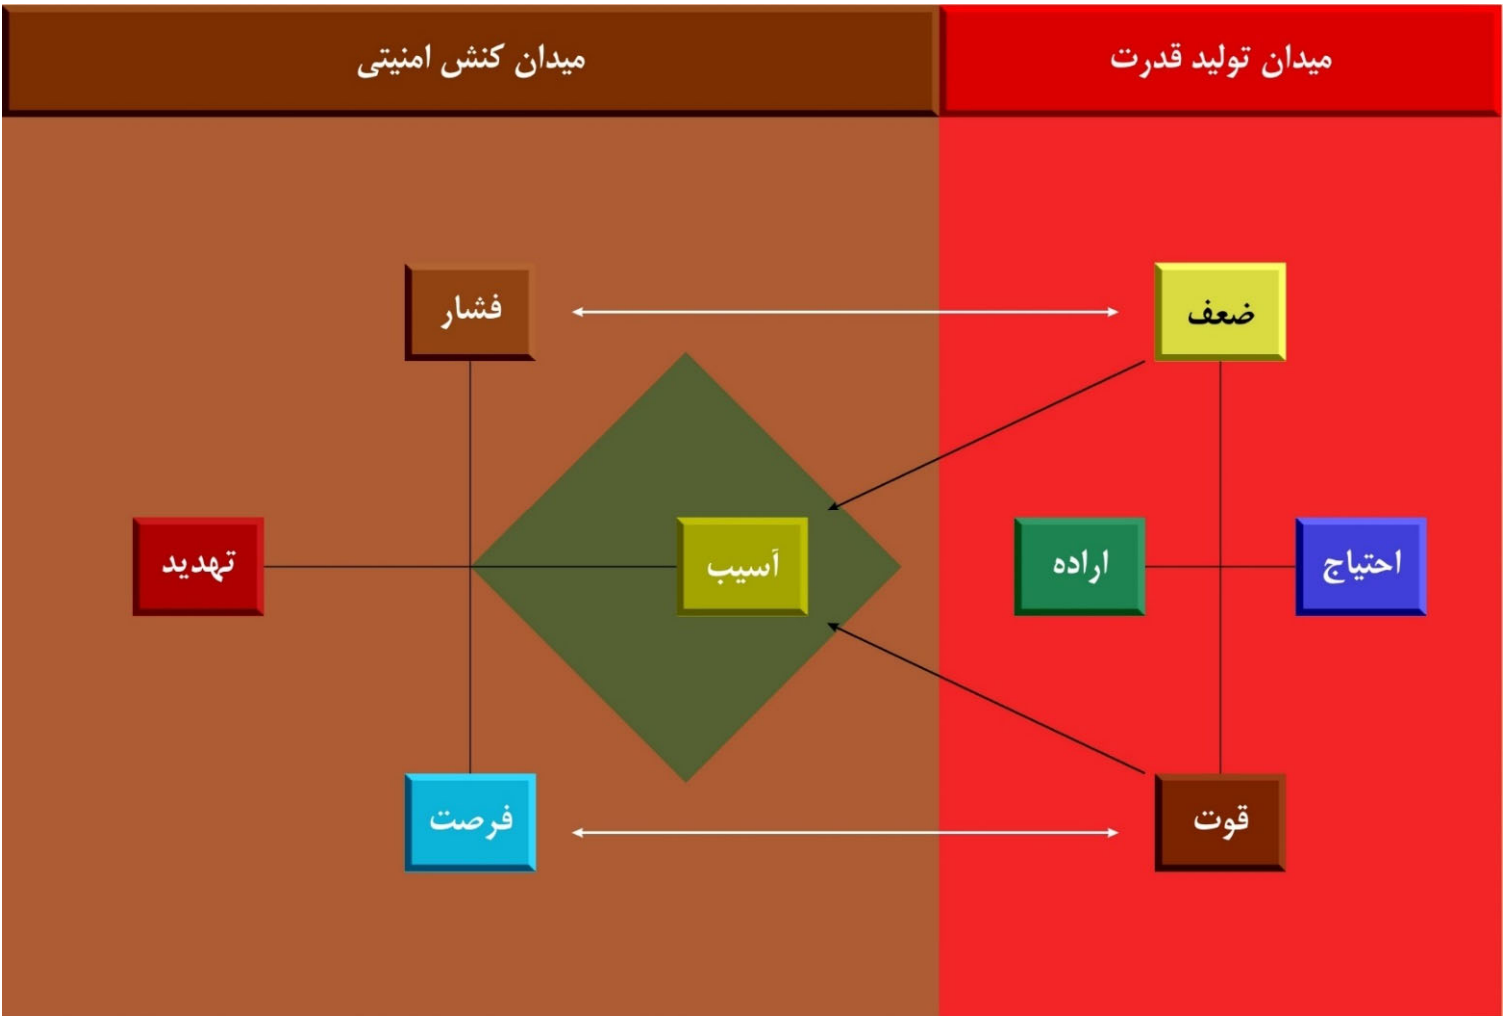 میدان تولید قدرت
میدان کنش امنیتی
ضعف
فشار
احتیاج
اراده
آسیب
تهدید
قوت
فرصت